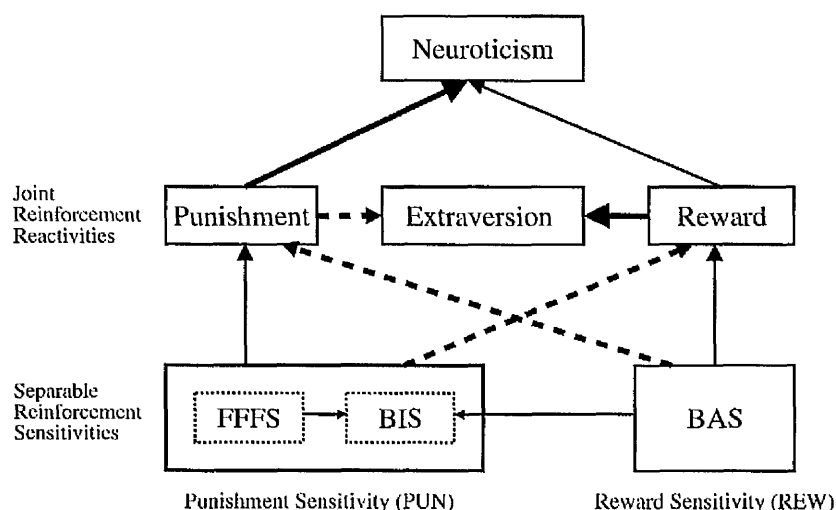 Neuroticism
Joint
Reinforcement
Reactivities
Punishment
Extraversion
Reward
Separable
Reinforcement
Sensitivities
FFFS
BIS
BAS
Punishment Sensitivity (PUN)
Reward Sensitivity (REW)